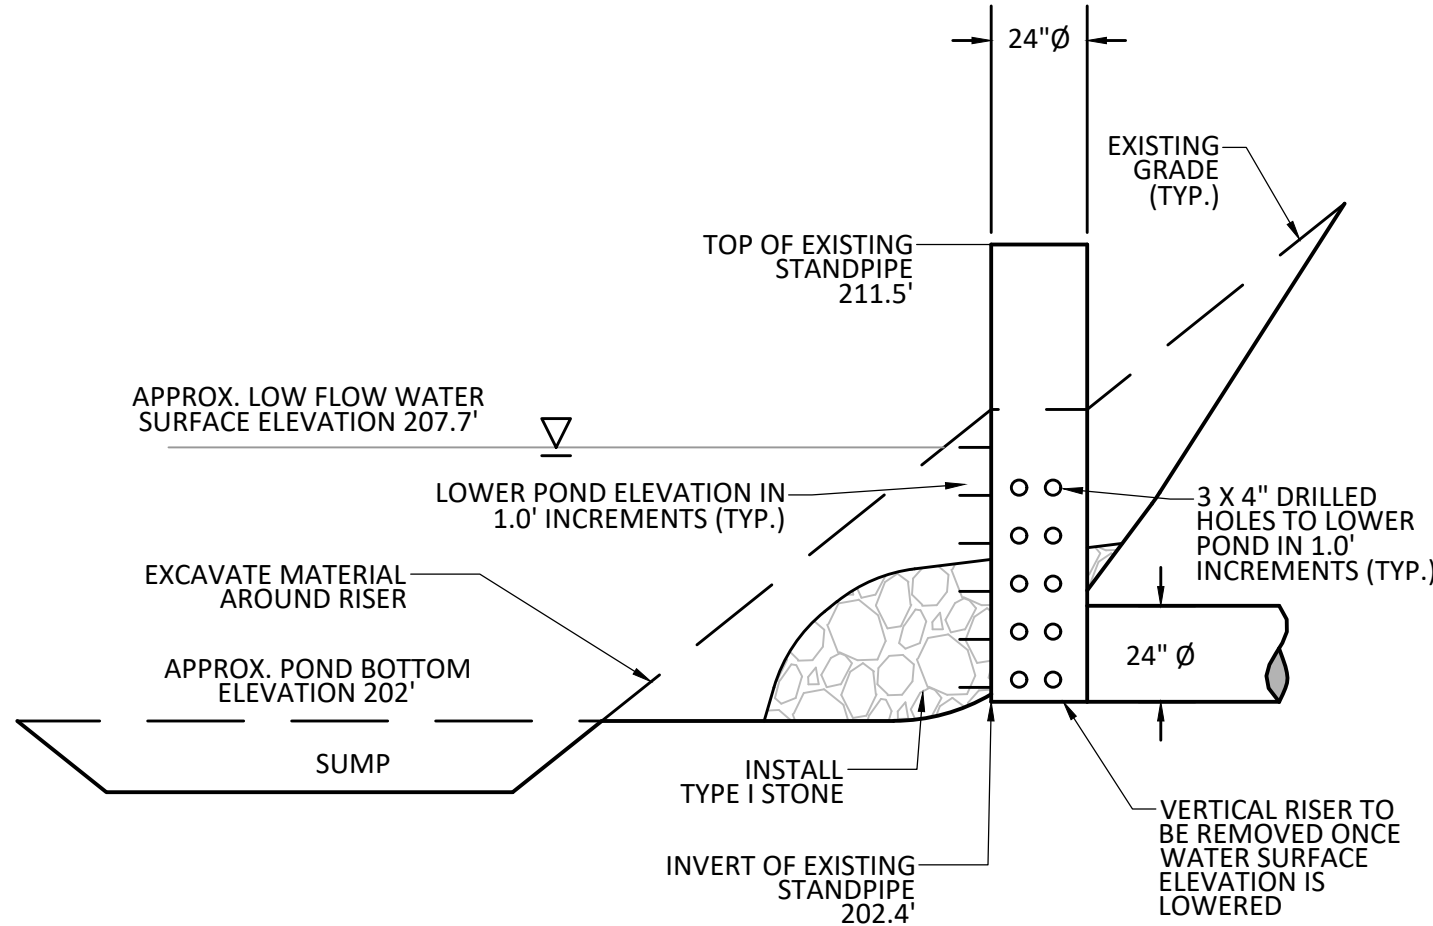 24"Ø
EXISTING
GRADE
(TYP.)
TOP OF EXISTING
STANDPIPE
211.5'
APPROX. LOW FLOW WATER
SURFACE ELEVATION 207.7'
LOWER POND ELEVATION IN
1.0' INCREMENTS (TYP.)
3 X 4" DRILLED
HOLES TO LOWER
POND IN 1.0'
INCREMENTS (TYP.)
EXCAVATE MATERIAL
AROUND RISER
APPROX. POND BOTTOM
ELEVATION 202'
24" Ø
SUMP
INSTALL
TYPE I STONE
VERTICAL RISER TO
BE REMOVED ONCE
WATER SURFACE
ELEVATION IS
LOWERED
INVERT OF EXISTING
STANDPIPE
202.4'